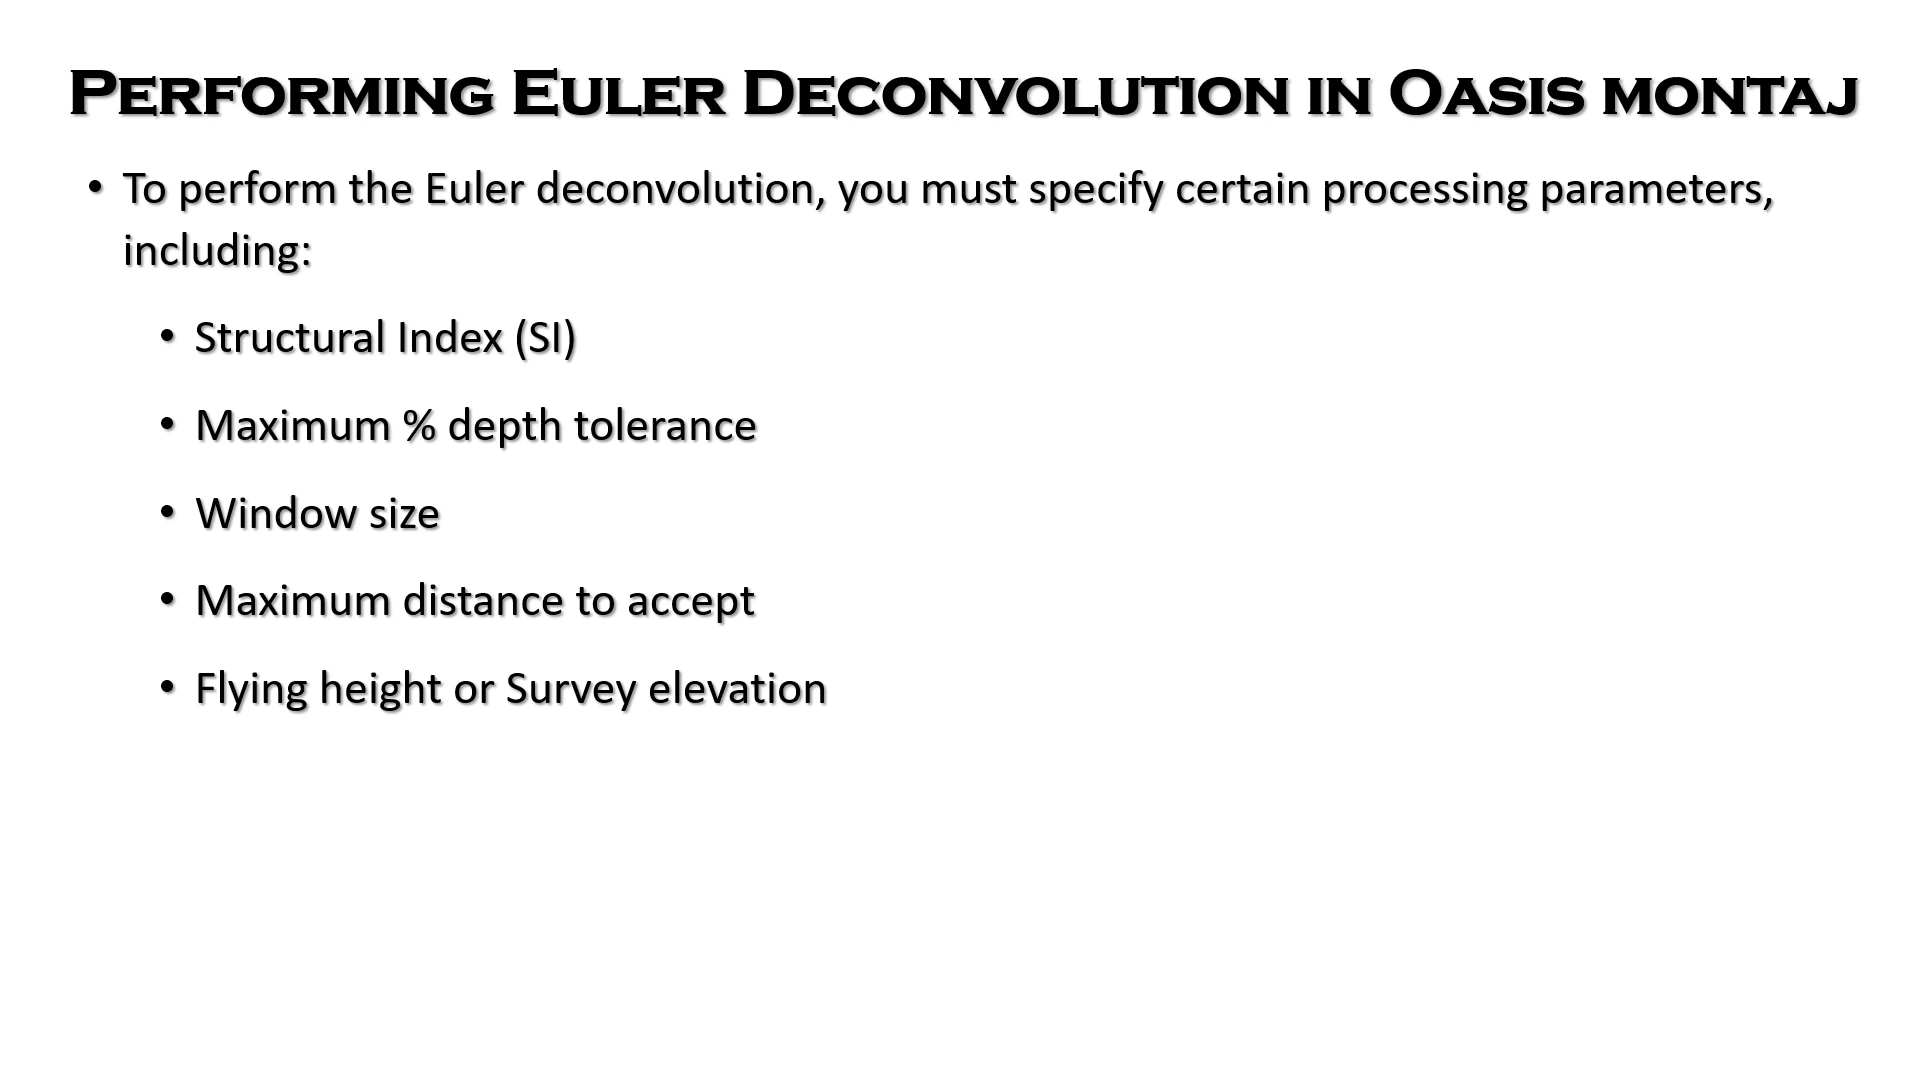 Performing Euler Deconvolution in Oasis montaj
• To perform the Euler deconvolution, you must specify certain processing parameters,
including:
• Structural Index (SI)
• Maximum % depth tolerance
• Window size
• Maximum distance to accept
• Flying height or Survey elevation